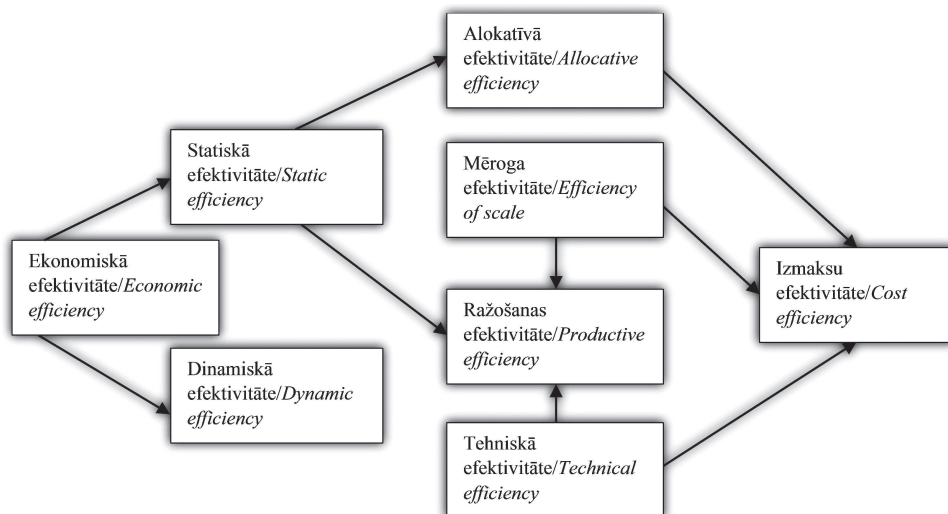 Alokatīvā
efektivitāte/Allocative
efficiency
Statiskā
efektivitāte/Static
efficiency
Mēroga
efektivitāte/Efficiency
of scale
Ekonomiskā
efektivitāte/Economic
efficiency
Ražošanas
efektivitāte/Productive
efficiency
Izmaksu
efektivitāte/Cost
efficiency
Dinamiskā
efektivitāte/Dynamic
efficiency
Tehniskā
efektivitāte/Technical
efficiency